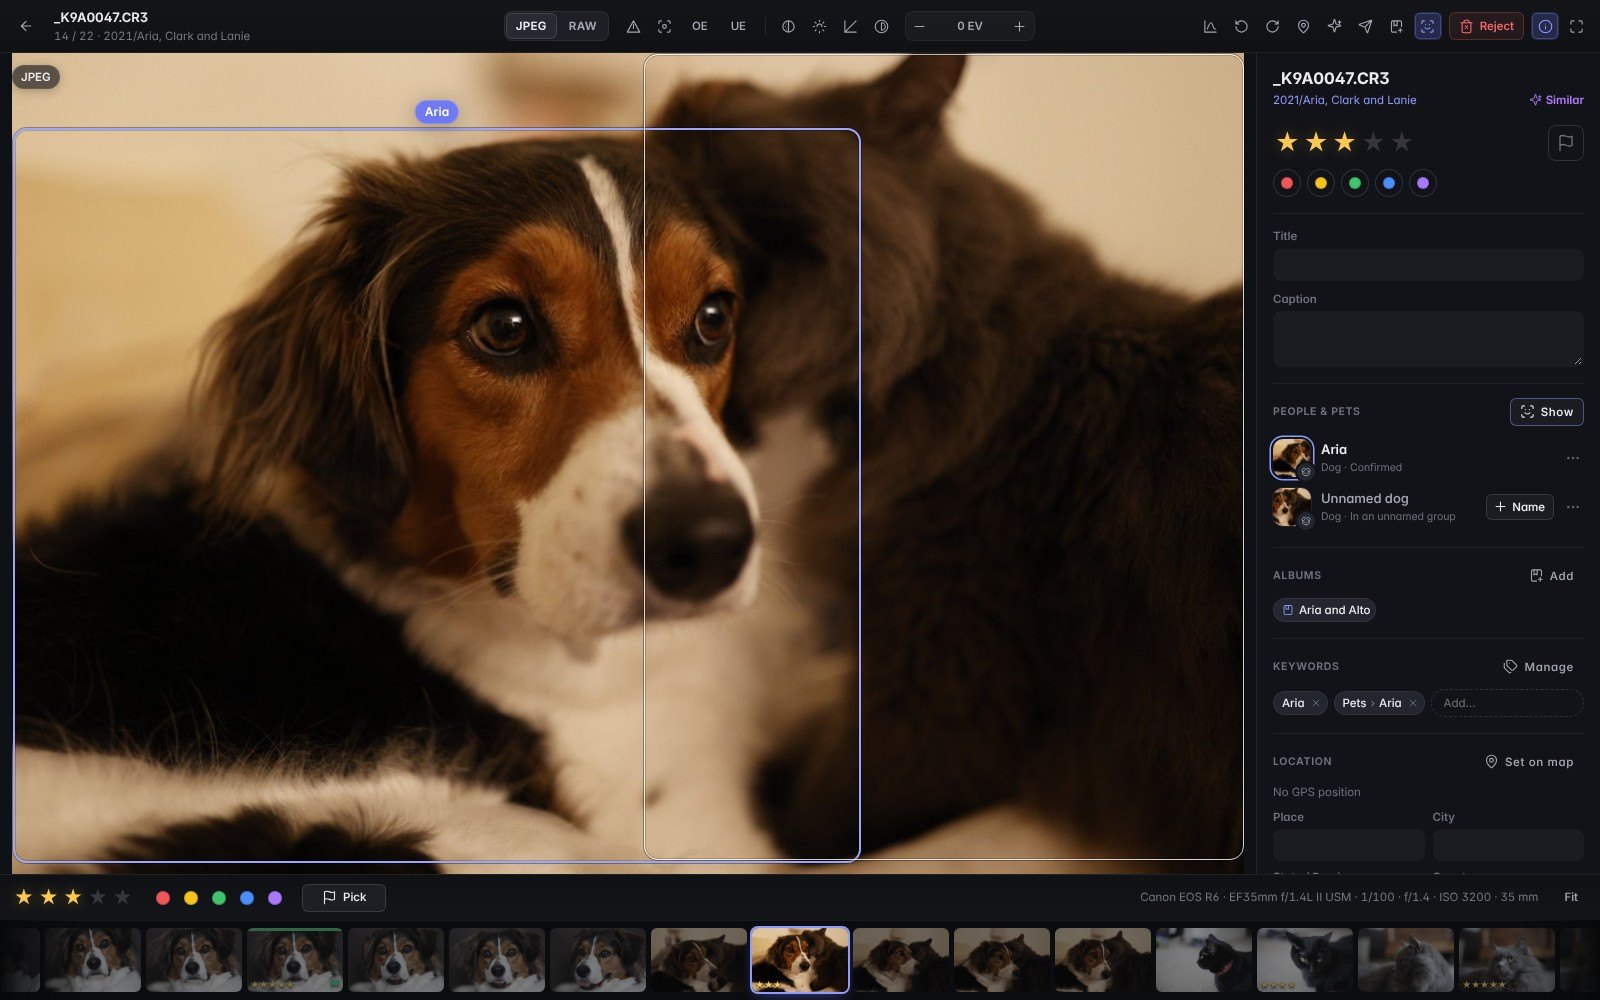 _K9A0047.CR3
14 / 22 · 2021/Aria, Clark and Lanie
JPEG RAW OE UE 0 EV Reject
JPEG
Aria
_K9A0047.CR3
2021/Aria, Clark and Lanie Similar
Title
Caption
PEOPLE & PETS Show
Aria
Dog · Confirmed
Unnamed dog
Dog · In an unnamed group
Name
ALBUMS Add
Aria and Alto
KEYWORDS Manage
Aria Pets › Aria Add...
LOCATION Set on map
No GPS position
Place City
Pick
Canon EOS R6 · EF35mm f/1.4L II USM · 1/100 · f/1.4 · ISO 3200 · 35 mm Fit